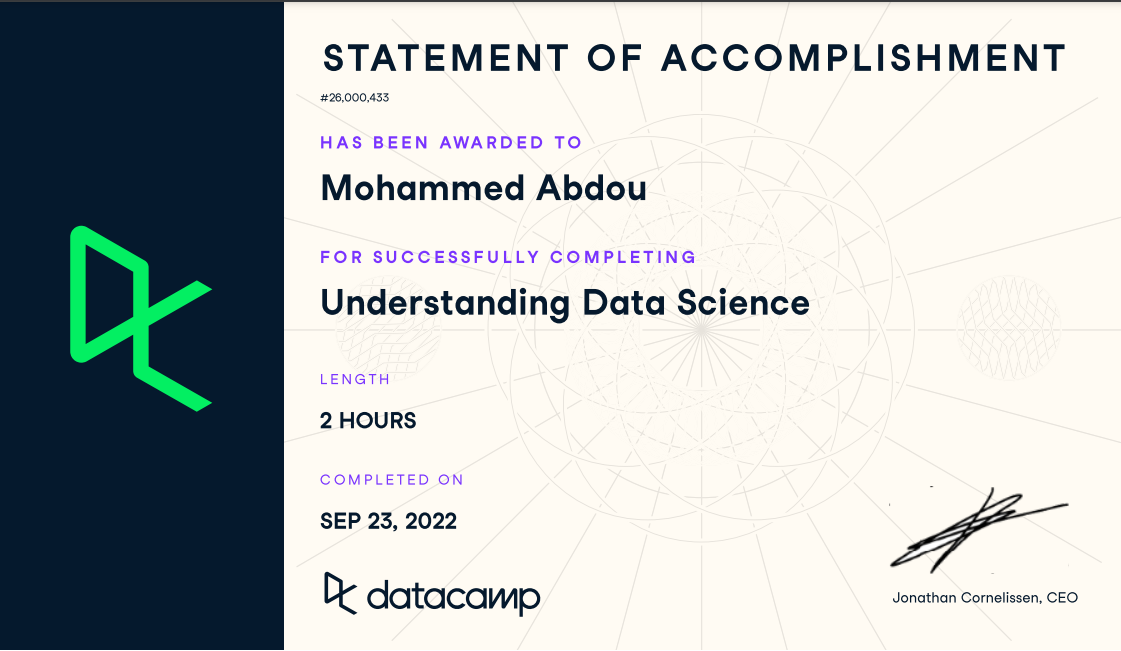 STATEMENT OF ACCOMPLISHMENT
#26,000,433
HAS BEEN AWARDED TO
Mohammed Abdou
FOR SUCCESSFULLY COMPLETING
Understanding Data Science
LENGTH
2 HOURS
COMPLETED ON
SEP 23, 2022
datacamp
Jonathan Cornelissen, CEO